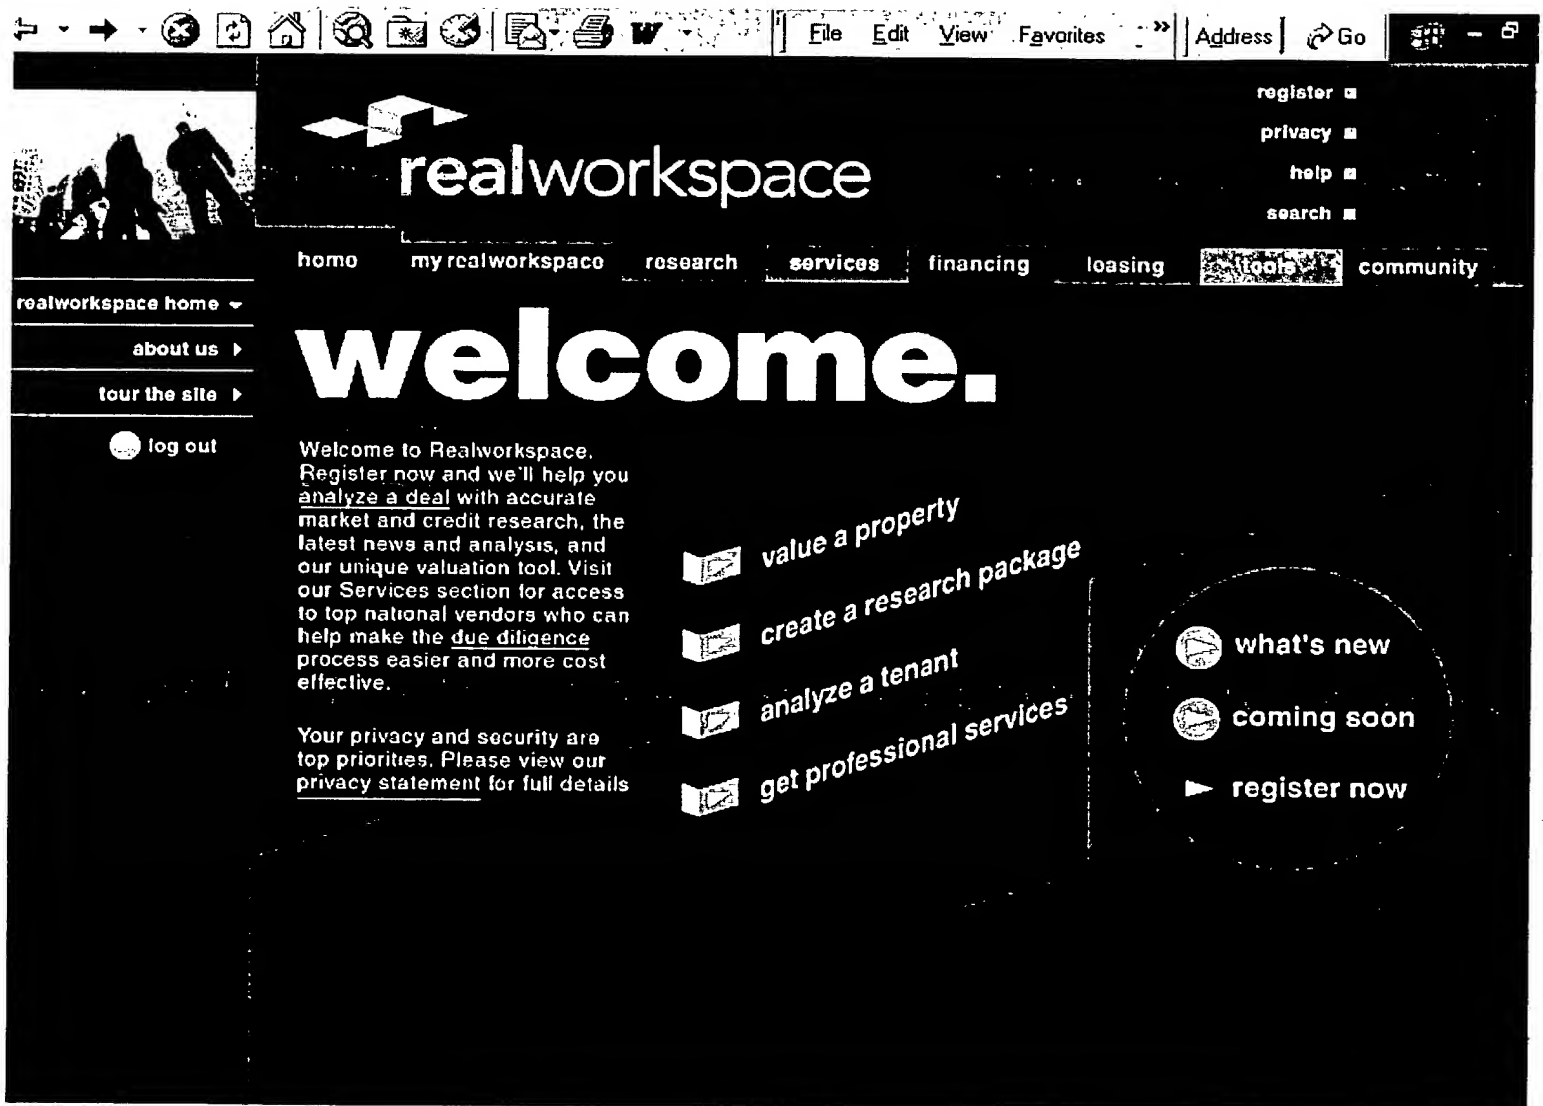 File Edit View Favorites » Address Go
register
privacy
help
search
realworkspace
home my realworkspace research services financing leasing tools community
realworkspace home
about us
tour the site
log out
welcome.
Welcome to Realworkspace.
Register now and we'll help you
analyze a deal with accurate
market and credit research, the
latest news and analysis, and
our unique valuation tool. Visit
our Services section for access
to top national vendors who can
help make the due diligence
process easier and more cost
effective.
Your privacy and security are
top priorities. Please view our
privacy statement for full details
value a property
create a research package
analyze a tenant
get professional services
what's new
coming soon
register now